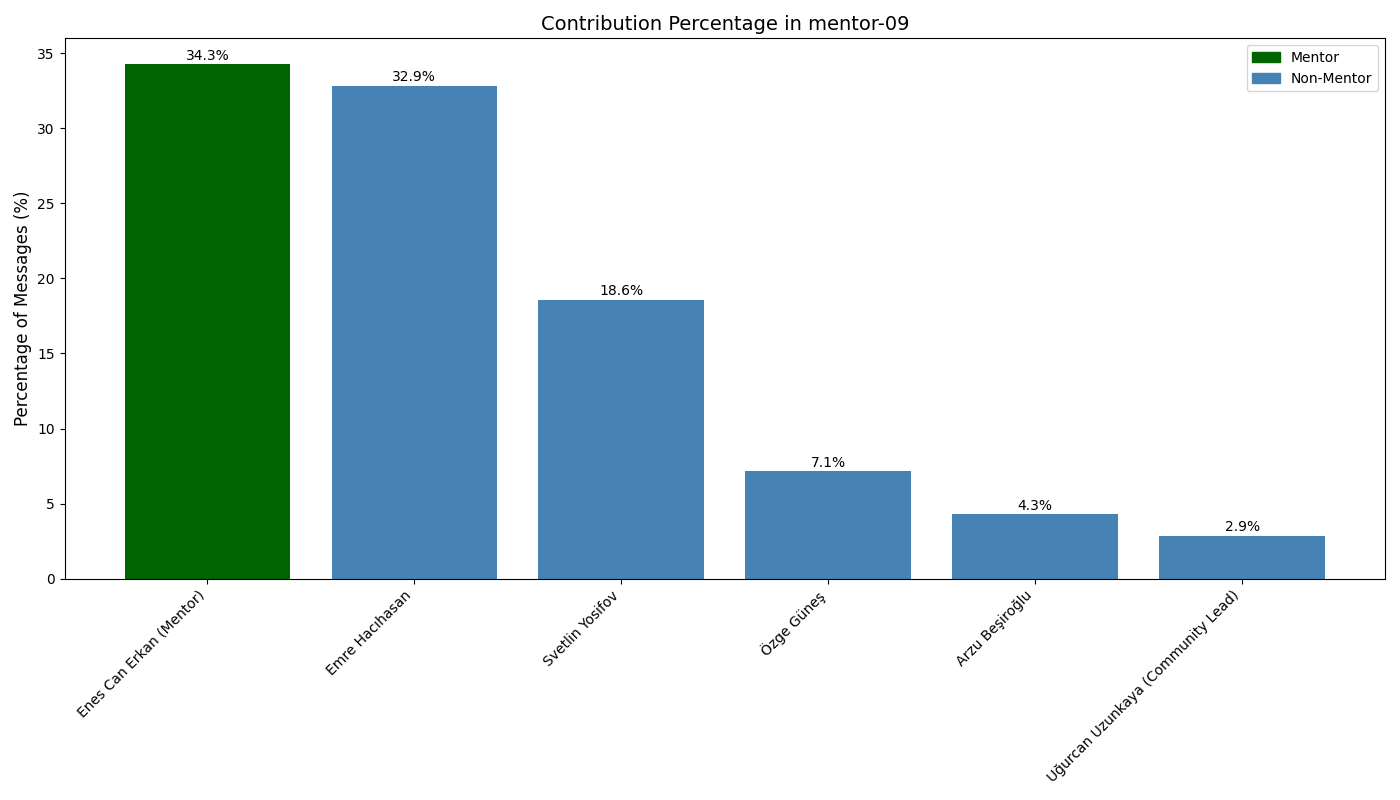 Contribution Percentage in mentor-09
Mentor
Non-Mentor
Percentage of Messages (%)
35
30
25
20
15
10
5
0
34.3%
32.9%
18.6%
7.1%
4.3%
2.9%
Enes Can Erkan (Mentor)
Emre Hacıhasan
Svetlin Yosifov
Özge Güneş
Arzu Beşiroğlu
Uğurcan Uzunkaya (Community Lead)